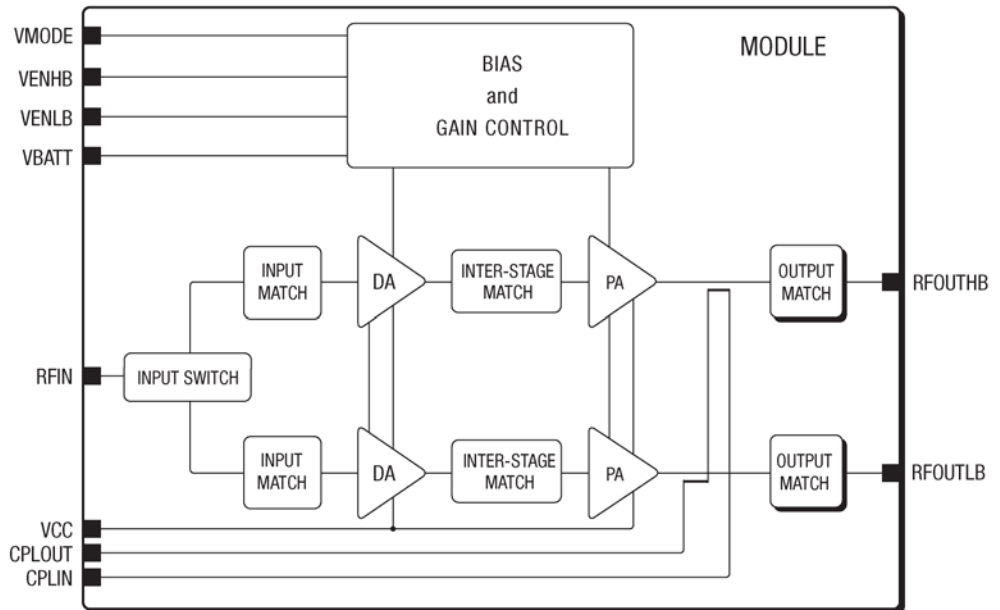 VMODE
VENHB
VENLB
VBATT
BIAS
and
GAIN CONTROL
MODULE
INPUT
MATCH
DA
INTER-STAGE
MATCH
PA
OUTPUT
MATCH
RFOUTHB
RFIN
INPUT SWITCH
INPUT
MATCH
DA
INTER-STAGE
MATCH
PA
OUTPUT
MATCH
RFOUTLB
VCC
CPLOUT
CPLIN